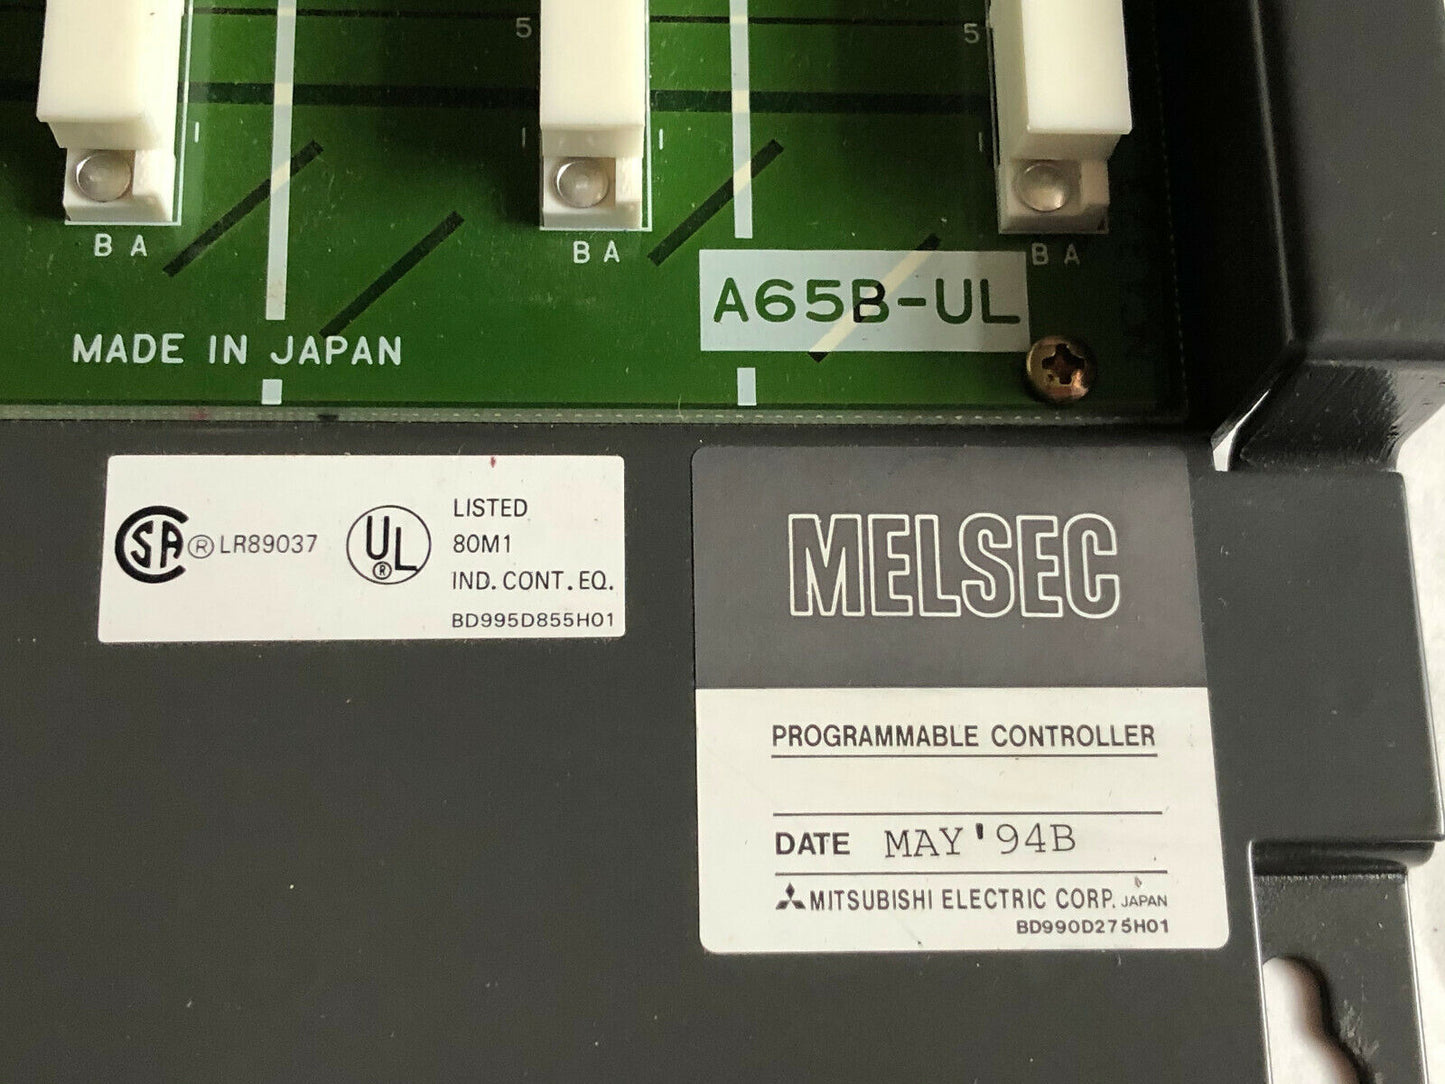 5
5
1
1
1
1
B A
B A
B A
A65B-UL
MADE IN JAPAN
SA ® LR89037
UL ®
LISTED
80M1
IND. CONT. EQ.
BD995D855H01
MELSEC
PROGRAMMABLE CONTROLLER
DATE MAY '94B
MITSUBISHI ELECTRIC CORP. JAPAN
BD990D275H01